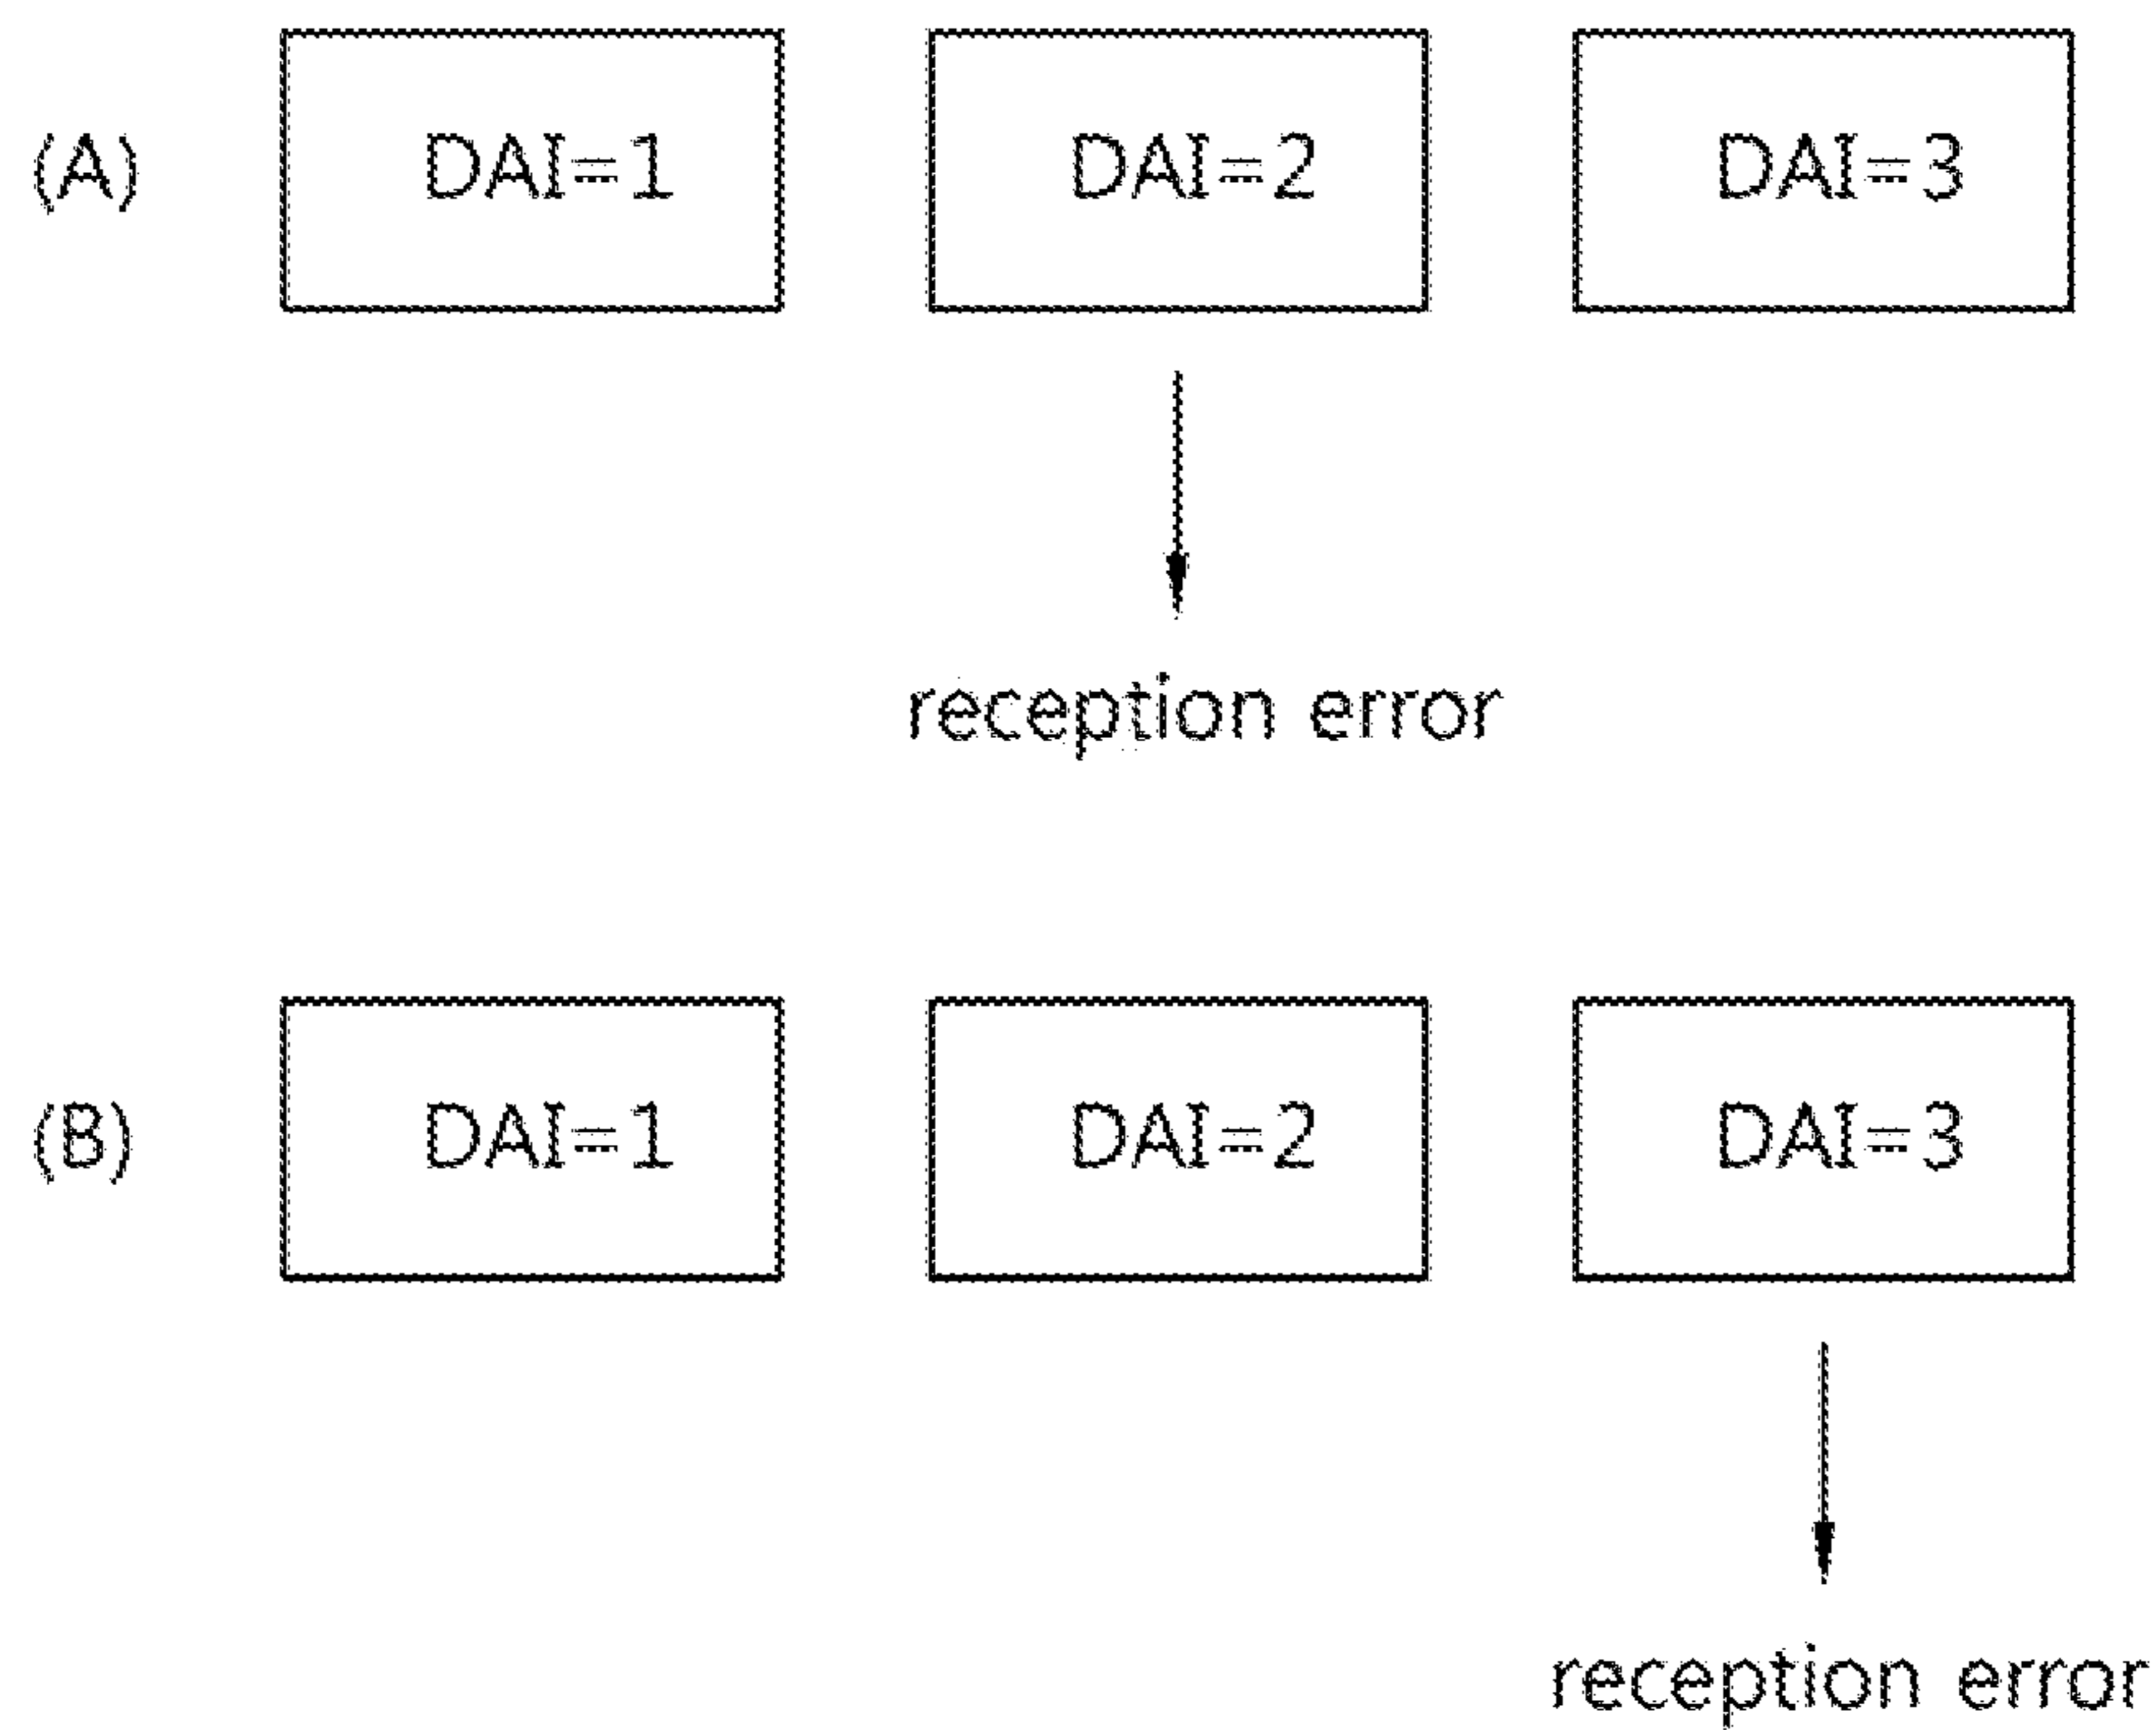 (A) DAI=1 DAI=2 DAI=3
reception error
(B) DAI=1 DAI=2 DAI=3
reception error